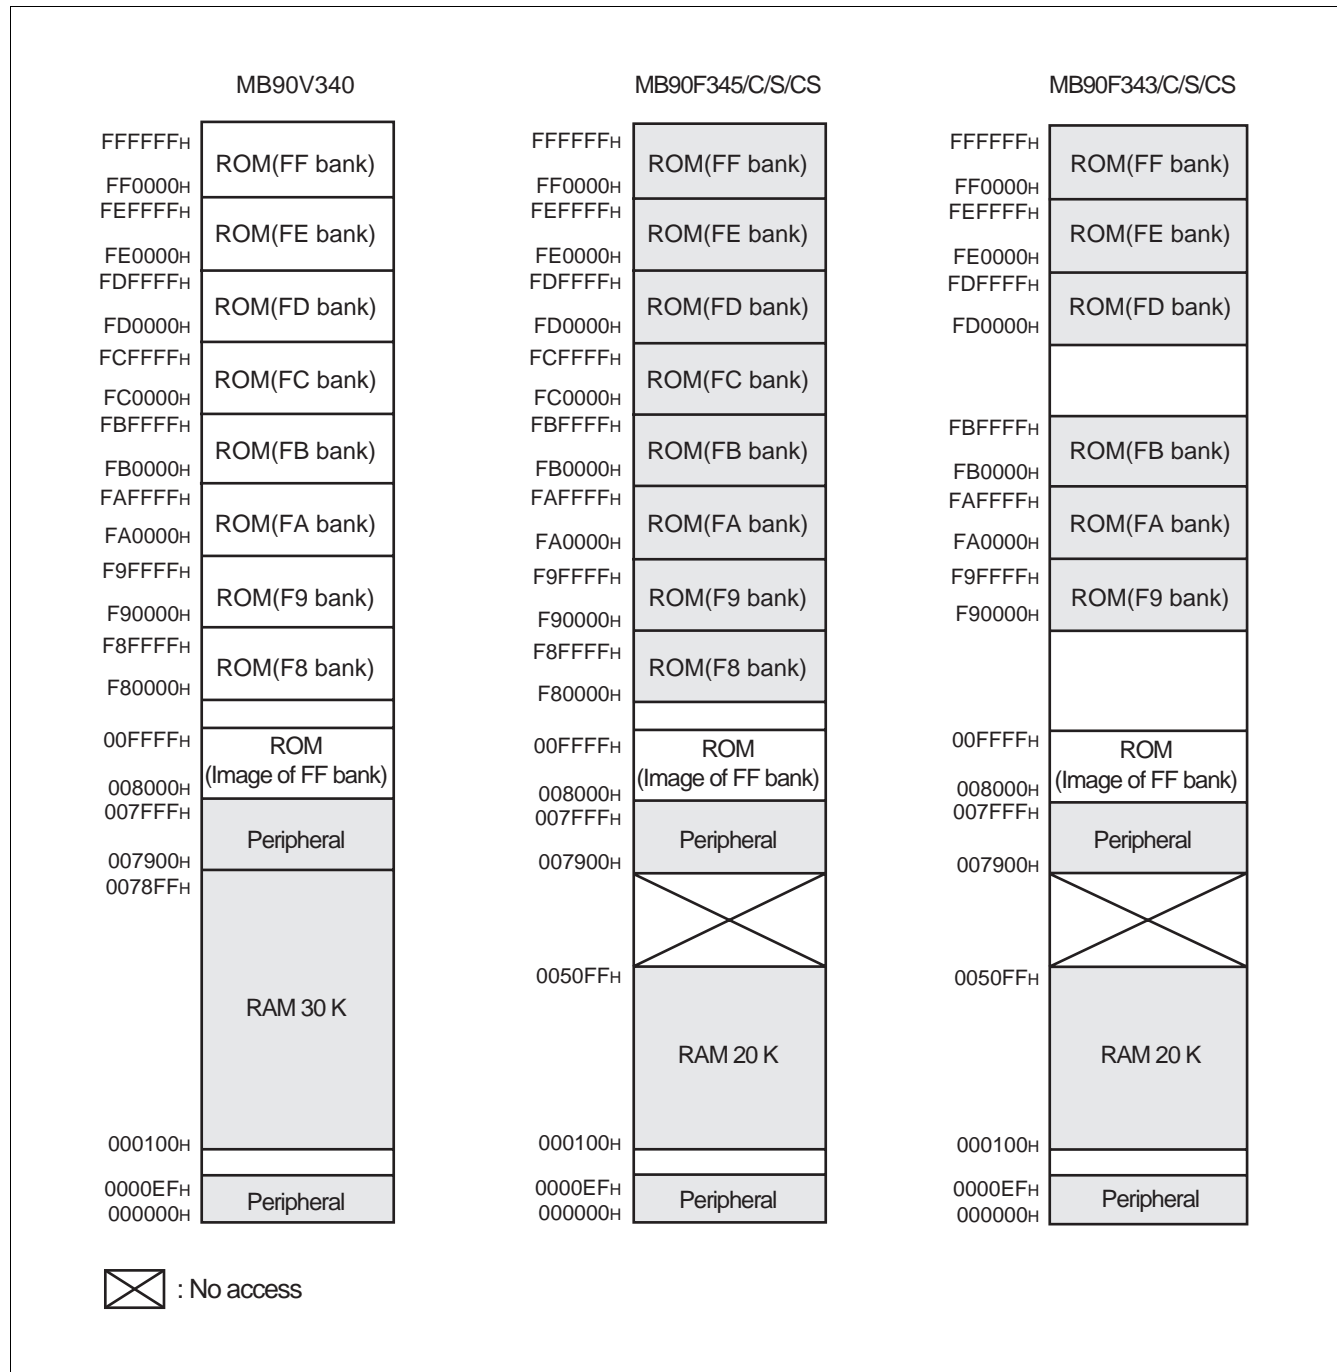 MB90V340
FFFFFFH
ROM(FF bank)
FF0000H
FEFFFFH
ROM(FE bank)
FE0000H
FDFFFFH
ROM(FD bank)
FD0000H
FCFFFFH
ROM(FC bank)
FC0000H
FBFFFFH
ROM(FB bank)
FB0000H
FAFFFFH
ROM(FA bank)
FA0000H
F9FFFFH
ROM(F9 bank)
F90000H
F8FFFFH
ROM(F8 bank)
F80000H
00FFFFH
ROM
(Image of FF bank)
008000H
007FFFH
Peripheral
007900H
0078FFH
RAM 30 K
000100H
0000EFH
Peripheral
000000H
MB90F345/C/S/CS
FFFFFFH
ROM(FF bank)
FF0000H
FEFFFFH
ROM(FE bank)
FE0000H
FDFFFFH
ROM(FD bank)
FD0000H
FCFFFFH
ROM(FC bank)
FC0000H
FBFFFFH
ROM(FB bank)
FB0000H
FAFFFFH
ROM(FA bank)
FA0000H
F9FFFFH
ROM(F9 bank)
F90000H
F8FFFFH
ROM(F8 bank)
F80000H
00FFFFH
ROM
(Image of FF bank)
008000H
007FFFH
Peripheral
007900H
0050FFH
RAM 20 K
000100H
0000EFH
Peripheral
000000H
MB90F343/C/S/CS
FFFFFFH
ROM(FF bank)
FF0000H
FEFFFFH
ROM(FE bank)
FE0000H
FDFFFFH
ROM(FD bank)
FD0000H
FBFFFFH
ROM(FB bank)
FB0000H
FAFFFFH
ROM(FA bank)
FA0000H
F9FFFFH
ROM(F9 bank)
F90000H
00FFFFH
ROM
(Image of FF bank)
008000H
007FFFH
Peripheral
007900H
0050FFH
RAM 20 K
000100H
0000EFH
Peripheral
000000H
: No access